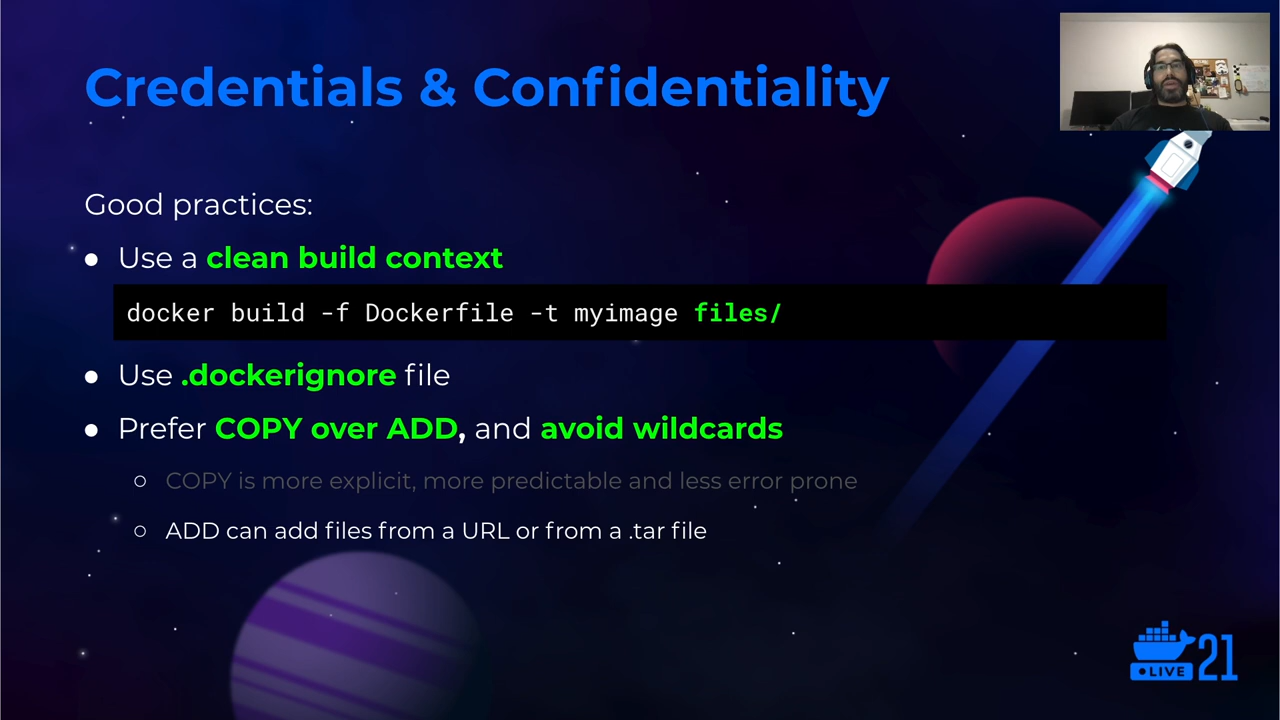 Credentials & Confidentiality
Good practices:
● Use a clean build context
docker build -f Dockerfile -t myimage files/
● Use .dockerignore file
● Prefer COPY over ADD, and avoid wildcards
○ COPY is more explicit, more predictable and less error prone
○ ADD can add files from a URL or from a .tar file
LIVE 21